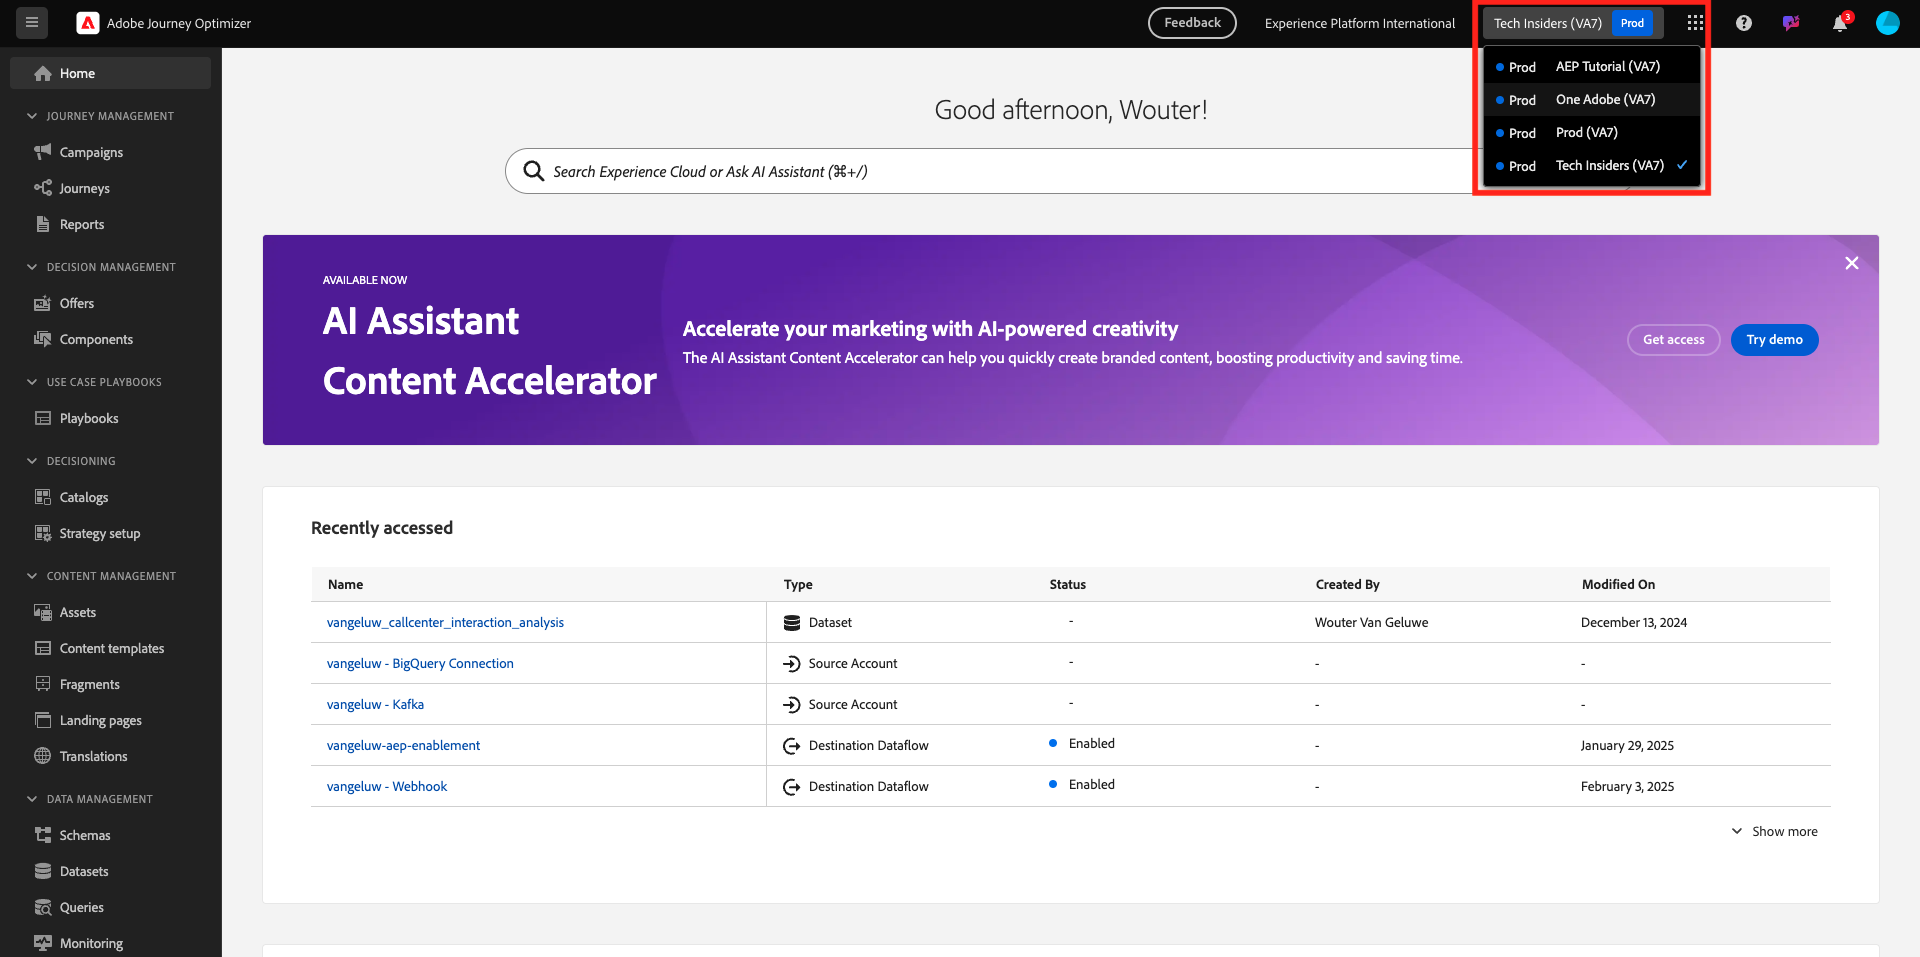 Adobe Journey Optimizer
Feedback
Experience Platform International
Tech Insiders (VA7) Prod
3
Prod AEP Tutorial (VA7)
Prod One Adobe (VA7)
Prod Prod (VA7)
Prod Tech Insiders (VA7)
Home
JOURNEY MANAGEMENT
Campaigns
Journeys
Reports
DECISION MANAGEMENT
Offers
Components
USE CASE PLAYBOOKS
Playbooks
DECISIONING
Catalogs
Strategy setup
CONTENT MANAGEMENT
Assets
Content templates
Fragments
Landing pages
Translations
DATA MANAGEMENT
Schemas
Datasets
Queries
Monitoring
Good afternoon, Wouter!
Search Experience Cloud or Ask AI Assistant (⌘+/)
AVAILABLE NOW
AI Assistant
Content Accelerator
Accelerate your marketing with AI-powered creativity
The AI Assistant Content Accelerator can help you quickly create branded content, boosting productivity and saving time.
Get access
Try demo
Recently accessed
Name Type Status Created By Modified On
vangeluw_callcenter_interaction_analysis Dataset - Wouter Van Geluwe December 13, 2024
vangeluw - BigQuery Connection Source Account - - -
vangeluw - Kafka Source Account - - -
vangeluw-aep-enablement Destination Dataflow Enabled - January 29, 2025
vangeluw - Webhook Destination Dataflow Enabled - February 3, 2025
Show more